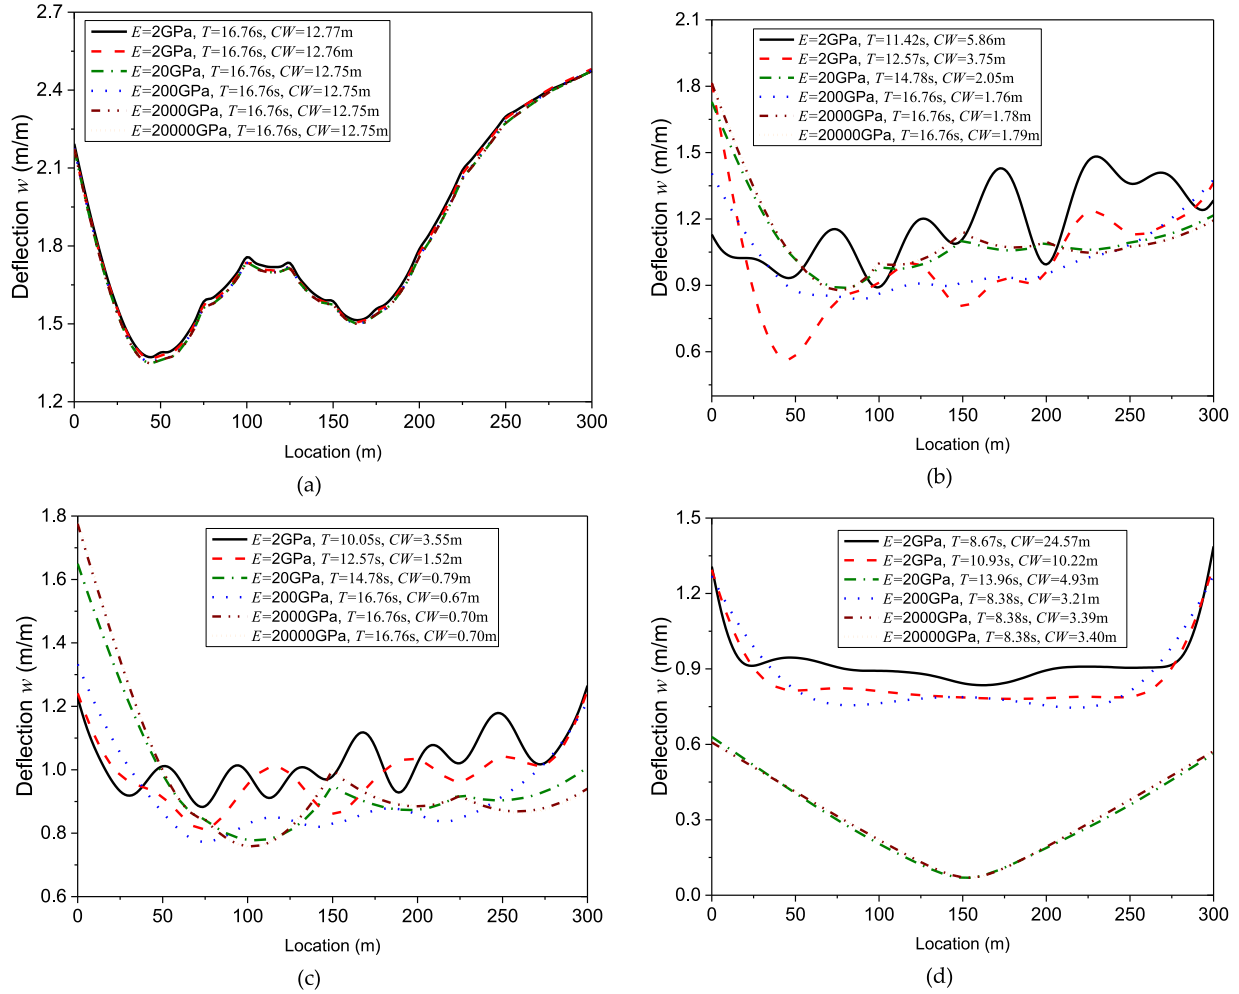 2.7
2.4
2.1
1.8
1.5
1.2
Deflection w (m/m)
E=2GPa, T=16.76s, CW=12.77m
E=2GPa, T=16.76s, CW=12.76m
E=20GPa, T=16.76s, CW=12.75m
E=200GPa, T=16.76s, CW=12.75m
E=2000GPa, T=16.76s, CW=12.75m
E=20000GPa, T=16.76s, CW=12.75m
0 50 100 150 200 250 300
Location (m)
(a)
2.1
1.8
1.5
1.2
0.9
0.6
Deflection w (m/m)
E=2GPa, T=11.42s, CW=5.86m
E=2GPa, T=12.57s, CW=3.75m
E=20GPa, T=14.78s, CW=2.05m
E=200GPa, T=16.76s, CW=1.76m
E=2000GPa, T=16.76s, CW=1.78m
E=20000GPa, T=16.76s, CW=1.79m
0 50 100 150 200 250 300
Location (m)
(b)
1.8
1.6
1.4
1.2
1.0
0.8
0.6
Deflection w (m/m)
E=2GPa, T=10.05s, CW=3.55m
E=2GPa, T=12.57s, CW=1.52m
E=20GPa, T=14.78s, CW=0.79m
E=200GPa, T=16.76s, CW=0.67m
E=2000GPa, T=16.76s, CW=0.70m
E=20000GPa, T=16.76s, CW=0.70m
0 50 100 150 200 250 300
Location (m)
(c)
1.5
1.2
0.9
0.6
0.3
0.0
Deflection w (m/m)
E=2GPa, T=8.67s, CW=24.57m
E=2GPa, T=10.93s, CW=10.22m
E=20GPa, T=13.96s, CW=4.93m
E=200GPa, T=8.38s, CW=3.21m
E=2000GPa, T=8.38s, CW=3.39m
E=20000GPa, T=8.38s, CW=3.40m
0 50 100 150 200 250 300
Location (m)
(d)